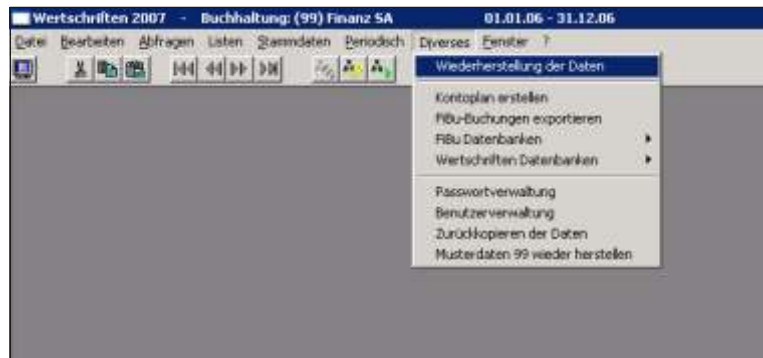 Wertschriften 2007 - Buchhaltung: (99) Finanz SA 01.01.06 - 31.12.06
Datei Bearbeiten Abfragen Listen Stammdaten Periodisch Diverses Fenster ?
Wiederherstellung der Daten
Kontoplan erstellen
FiBu-Buchungen exportieren
FiBu Datenbanken
Wertschriften Datenbanken
Passwortverwaltung
Benutzerverwaltung
Zurückkopieren der Daten
Musterdaten 99 wieder herstellen